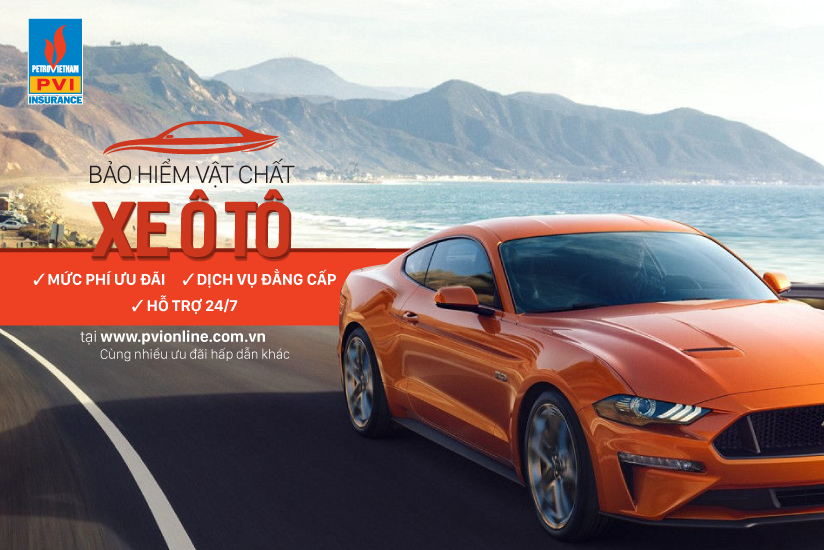 PETROVIETNAM
PVI
INSURANCE
BẢO HIỂM VẬT CHẤT
XE Ô TÔ
✓ MỨC PHÍ ƯU ĐÃI ✓ DỊCH VỤ ĐẲNG CẤP
✓ HỖ TRỢ 24/7
tại www.pvionline.com.vn
Cùng nhiều ưu đãi hấp dẫn khác